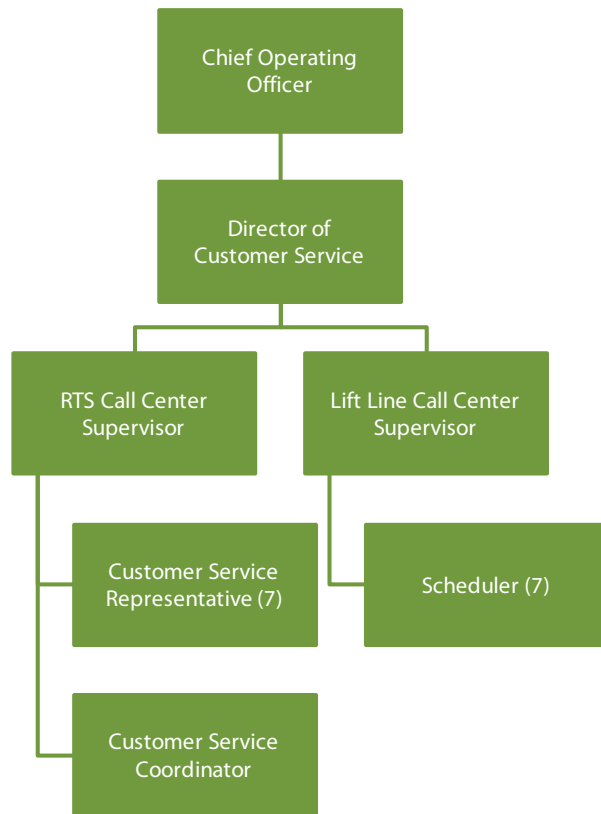 Chief Operating
Officer
Director of
Customer Service
RTS Call Center
Supervisor
Lift Line Call Center
Supervisor
Customer Service
Representative (7)
Scheduler (7)
Customer Service
Coordinator